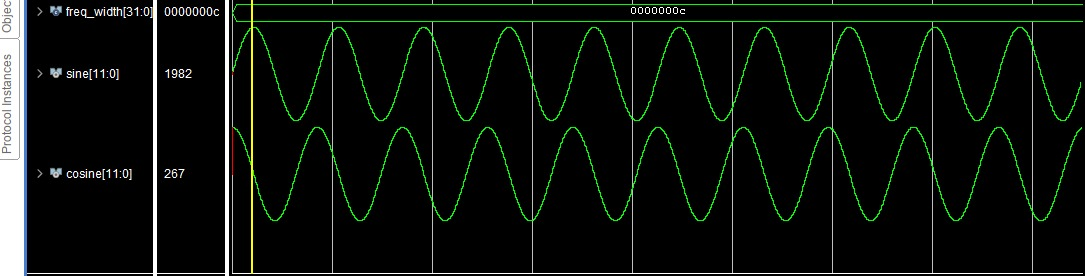 Objec
Protocol Instances
freq_width[31:0] 0000000c 0000000c
sine[11:0] 1982
cosine[11:0] 267